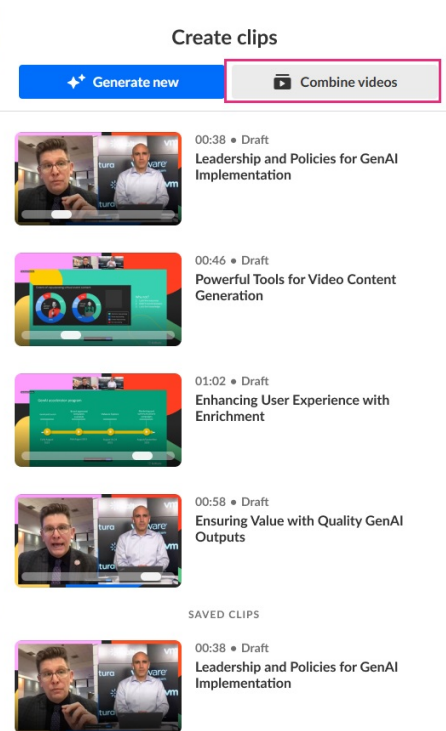 Create clips
Generate new
Combine videos
00:38 • Draft
Leadership and Policies for GenAI
Implementation
00:46 • Draft
Powerful Tools for Video Content
Generation
01:02 • Draft
Enhancing User Experience with
Enrichment
00:58 • Draft
Ensuring Value with Quality GenAI
Outputs
SAVED CLIPS
00:38 • Draft
Leadership and Policies for GenAI
Implementation